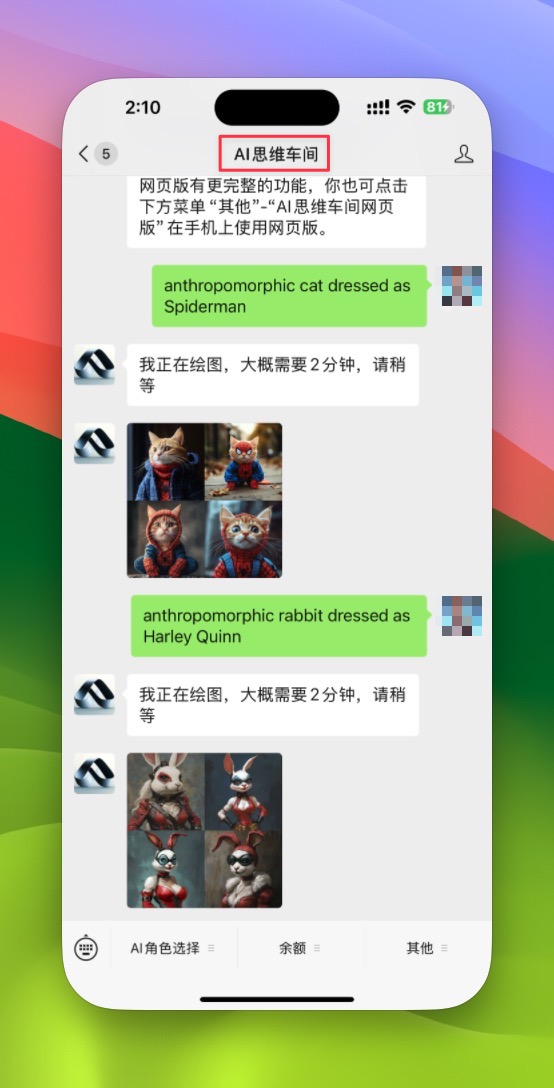 2:10
81
5
AI思维车间
网页版有更完整的功能，你也可点击
下方菜单“其他”-“AI思维车间网页
版”在手机上使用网页版。
anthropomorphic cat dressed as
Spiderman
我正在绘图，大概需要2分钟，请稍
等
anthropomorphic rabbit dressed as
Harley Quinn
我正在绘图，大概需要2分钟，请稍
等
AI角色选择
余额
其他